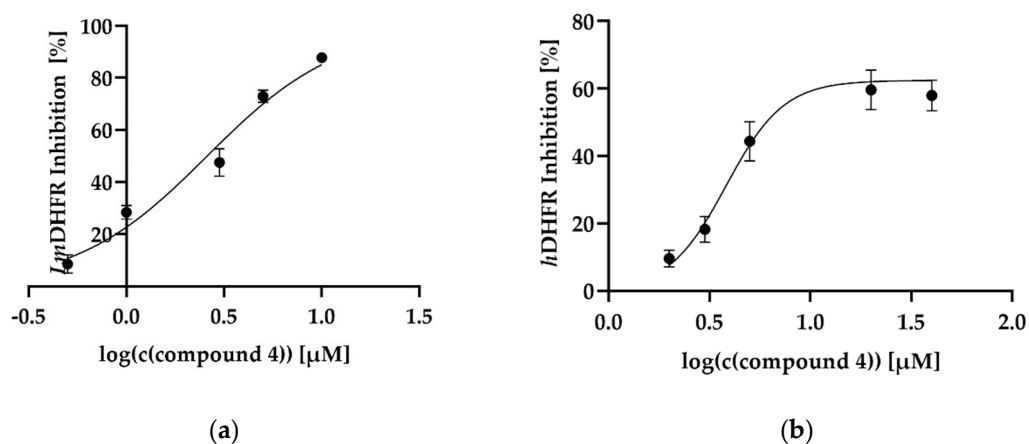 LmDHFR Inhibition [%]
100
80
60
40
20
-0.5 0.0 0.5 1.0 1.5
log(c(compound 4)) [μM]
(a)
hDHFR Inhibition [%]
80
60
40
20
0
0.0 0.5 1.0 1.5 2.0
log(c(compound 4)) [μM]
(b)